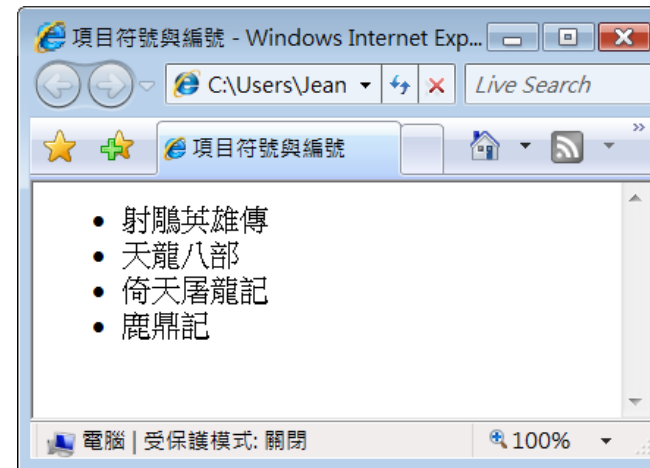 項目符號與編號 - Windows Internet Exp...
C:\Users\Jean
Live Search
項目符號與編號
射鵰英雄傳
天龍八部
倚天屠龍記
鹿鼎記
電腦 | 受保護模式: 關閉
100%